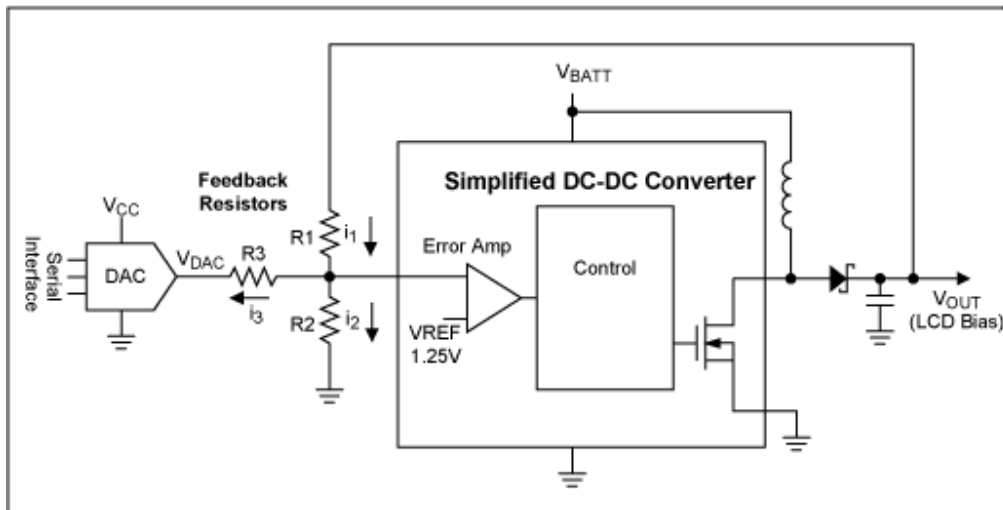 VBATT
Simplified DC-DC Converter
Feedback
Resistors
VCC
R1
i1
Error Amp
Control
Serial
Interface
DAC
VDAC
R3
i3
R2
i2
VREF
1.25V
VOUT
(LCD Bias)